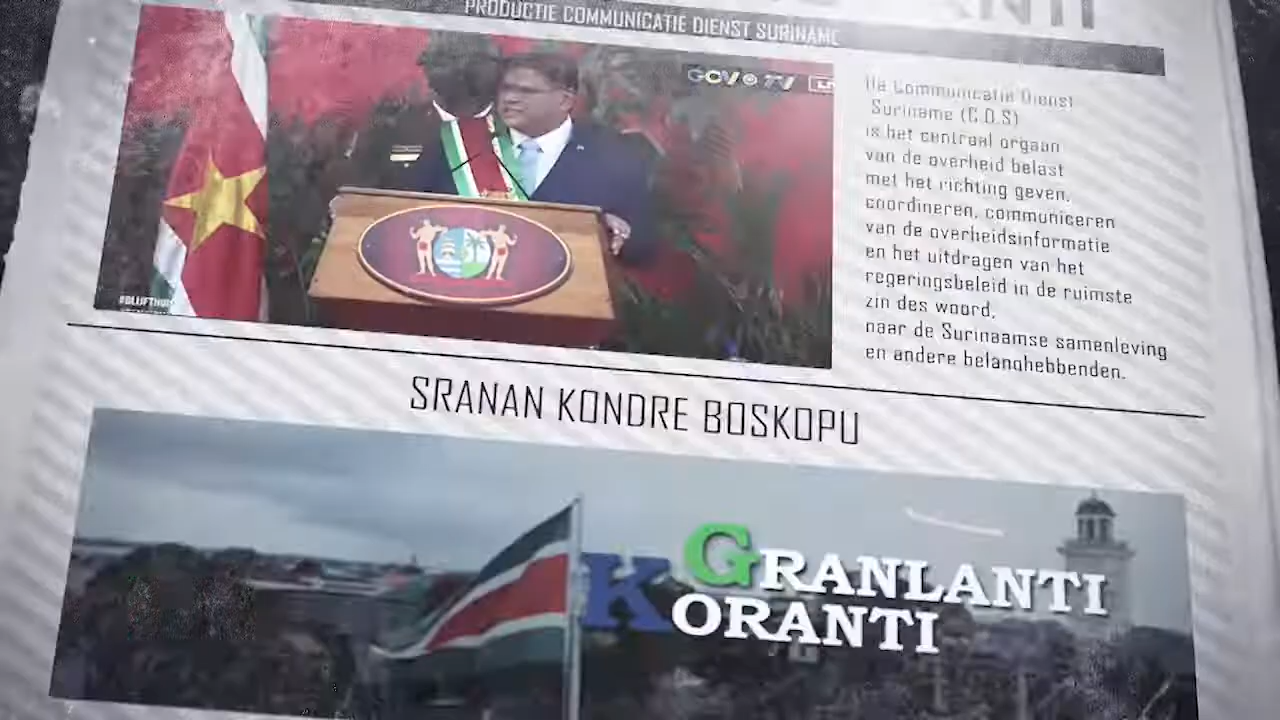 PRODUCTIE COMMUNICATIE DIENST SURINAME
GOV TV
De Communicatie Dienst
Suriname (C.D.S)
is het centraal orgaan
van de overheid belast
met het richting geven,
coordineren, communiceren
van de overheidsinformatie
en het uitdragen van het
regeringsbeleid in de ruimste
zin des woord,
naar de Surinaamse samenleving
en andere belanghebbenden.
SRANAN KONDRE BOSKOPU
GRANLANTI
KORANTI